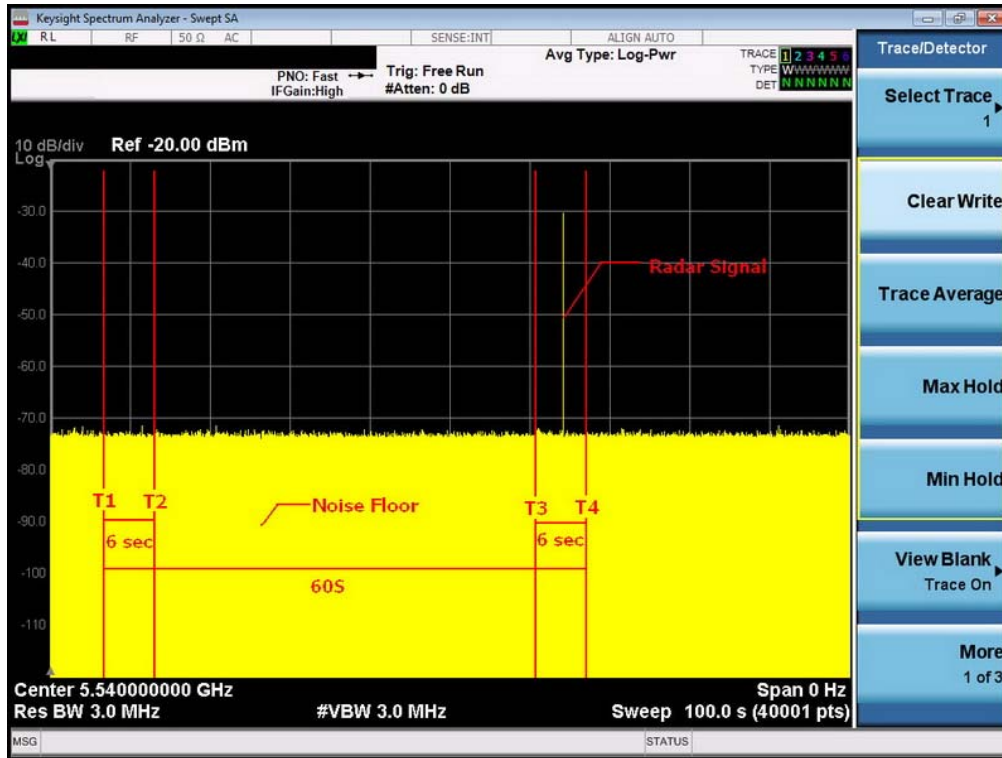 Keysight Spectrum Analyzer - Swept SA
LXI RL RF 50 Ω AC SENSE:INT ALIGN AUTO
PNO: Fast
IFGain:High
Trig: Free Run
#Atten: 0 dB
Avg Type: Log-Pwr
TRACE 1 2 3 4 5 6
TYPE WWWWWW
DET N N N N N N
10 dB/div Ref -20.00 dBm
Log
-30.0
-40.0
-50.0
-60.0
-70.0
-80.0
-90.0
-100
-110
Radar Signal
T1 T2 Noise Floor T3 T4
6 sec 6 sec
60S
Center 5.540000000 GHz Span 0 Hz
Res BW 3.0 MHz #VBW 3.0 MHz Sweep 100.0 s (40001 pts)
MSG STATUS
Trace/Detector
Select Trace
1
Clear Write
Trace Average
Max Hold
Min Hold
View Blank
Trace On
More
1 of 3